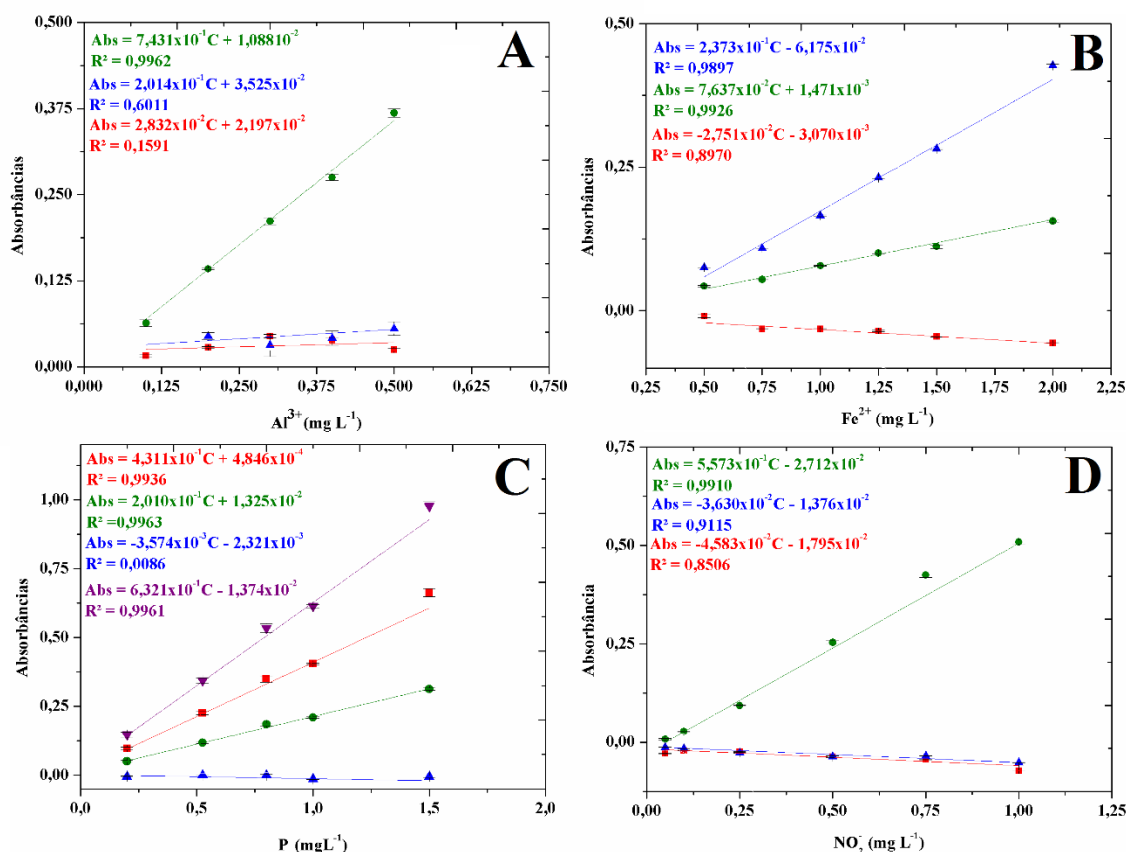 A
Abs = 7,431x10⁻¹C + 1,08810⁻²
R² = 0,9962
Abs = 2,014x10⁻¹C + 3,525x10⁻²
R² = 0,6011
Abs = 2,832x10⁻²C + 2,197x10⁻²
R² = 0,1591
Absorbâncias
0,500
0,375
0,250
0,125
0,000
0,000 0,125 0,250 0,375 0,500 0,625 0,750
Al³⁺(mg L⁻¹)
B
Abs = 2,373x10⁻¹C - 6,175x10⁻²
R² = 0,9897
Abs = 7,637x10⁻²C + 1,471x10⁻³
R² = 0,9926
Abs = -2,751x10⁻²C - 3,070x10⁻³
R² = 0,8970
Absorbâncias
0,50
0,25
0,00
0,25 0,50 0,75 1,00 1,25 1,50 1,75 2,00 2,25
Fe²⁺ (mg L⁻¹)
C
Abs = 4,311x10⁻¹C + 4,846x10⁻⁴
R² = 0,9936
Abs = 2,010x10⁻¹C + 1,325x10⁻²
R² =0,9963
Abs = -3,574x10⁻³C - 2,321x10⁻³
R² = 0,0086
Abs = 6,321x10⁻¹C - 1,374x10⁻²
R² = 0,9961
Absorbâncias
1,00
0,75
0,50
0,25
0,00
0,0 0,5 1,0 1,5 2,0
P (mgL⁻¹)
D
Abs = 5,573x10⁻¹C - 2,712x10⁻²
R² = 0,9910
Abs = -3,630x10⁻²C - 1,376x10⁻²
R² = 0,9115
Abs = -4,583x10⁻²C - 1,795x10⁻²
R² = 0,8506
Absorbância
0,75
0,50
0,25
0,00
0,00 0,25 0,50 0,75 1,00 1,25
NO₂⁻ (mg L⁻¹)